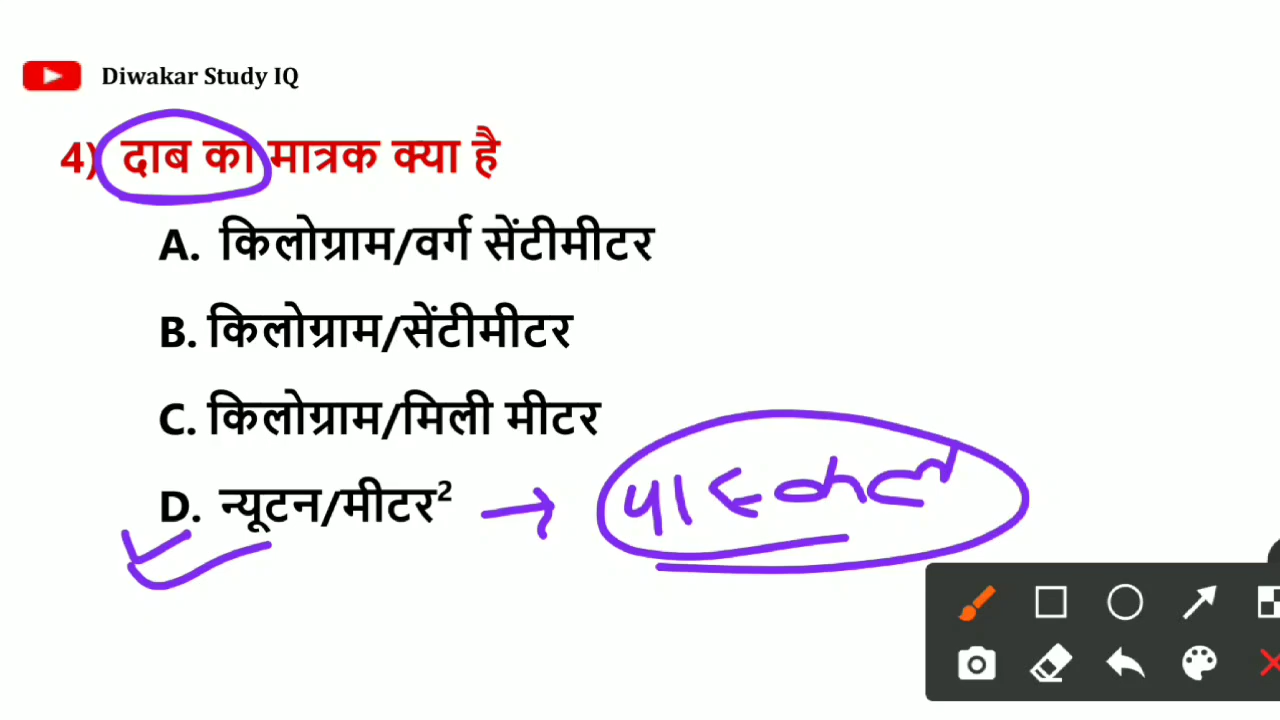 Diwakar Study IQ
4) दाब का मात्रक क्या है
A. किलोग्राम/वर्ग सेंटीमीटर
B. किलोग्राम/सेंटीमीटर
C. किलोग्राम/मिली मीटर
D. न्यूटन/मीटर² → पास्कल